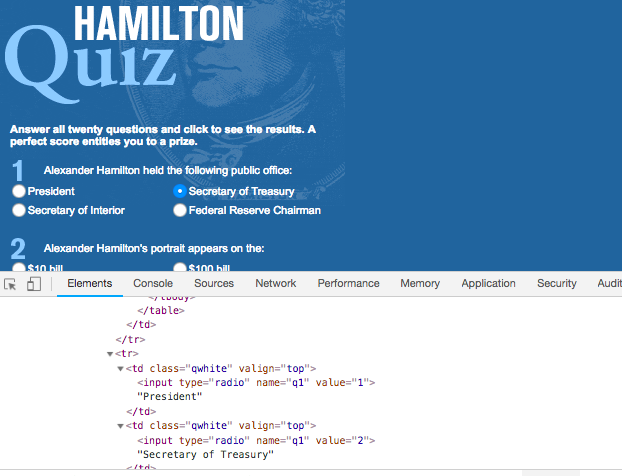 HAMILTON
Quiz
Answer all twenty questions and click to see the results. A
perfect score entitles you to a prize.
1 Alexander Hamilton held the following public office:
President Secretary of Treasury
Secretary of Interior Federal Reserve Chairman
2 Alexander Hamilton's portrait appears on the:
$10 bill $100 bill
Elements Console Sources Network Performance Memory Application Security Audit
</tbody>
</table>
</td>
</tr>
<tr>
<td class="qwhite" valign="top">
<input type="radio" name="q1" value="1">
"President"
</td>
<td class="qwhite" valign="top">
<input type="radio" name="q1" value="2">
"Secretary of Treasury"
</td>